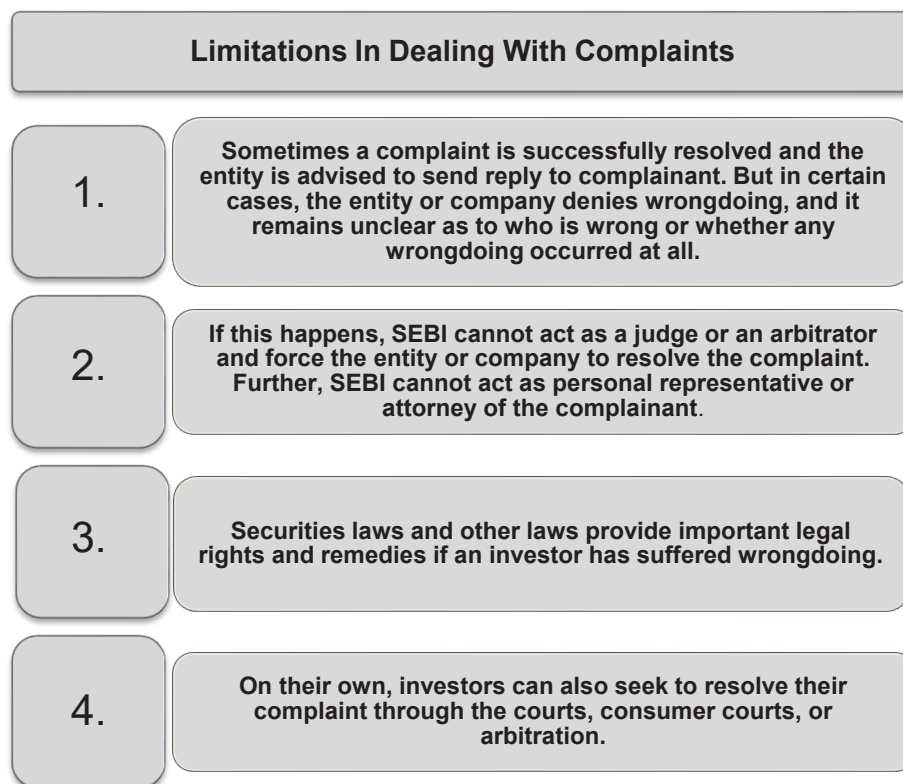 Limitations In Dealing With Complaints
1.
Sometimes a complaint is successfully resolved and the
entity is advised to send reply to complainant. But in certain
cases, the entity or company denies wrongdoing, and it
remains unclear as to who is wrong or whether any
wrongdoing occurred at all.
2.
If this happens, SEBI cannot act as a judge or an arbitrator
and force the entity or company to resolve the complaint.
Further, SEBI cannot act as personal representative or
attorney of the complainant.
3.
Securities laws and other laws provide important legal
rights and remedies if an investor has suffered wrongdoing.
4.
On their own, investors can also seek to resolve their
complaint through the courts, consumer courts, or
arbitration.